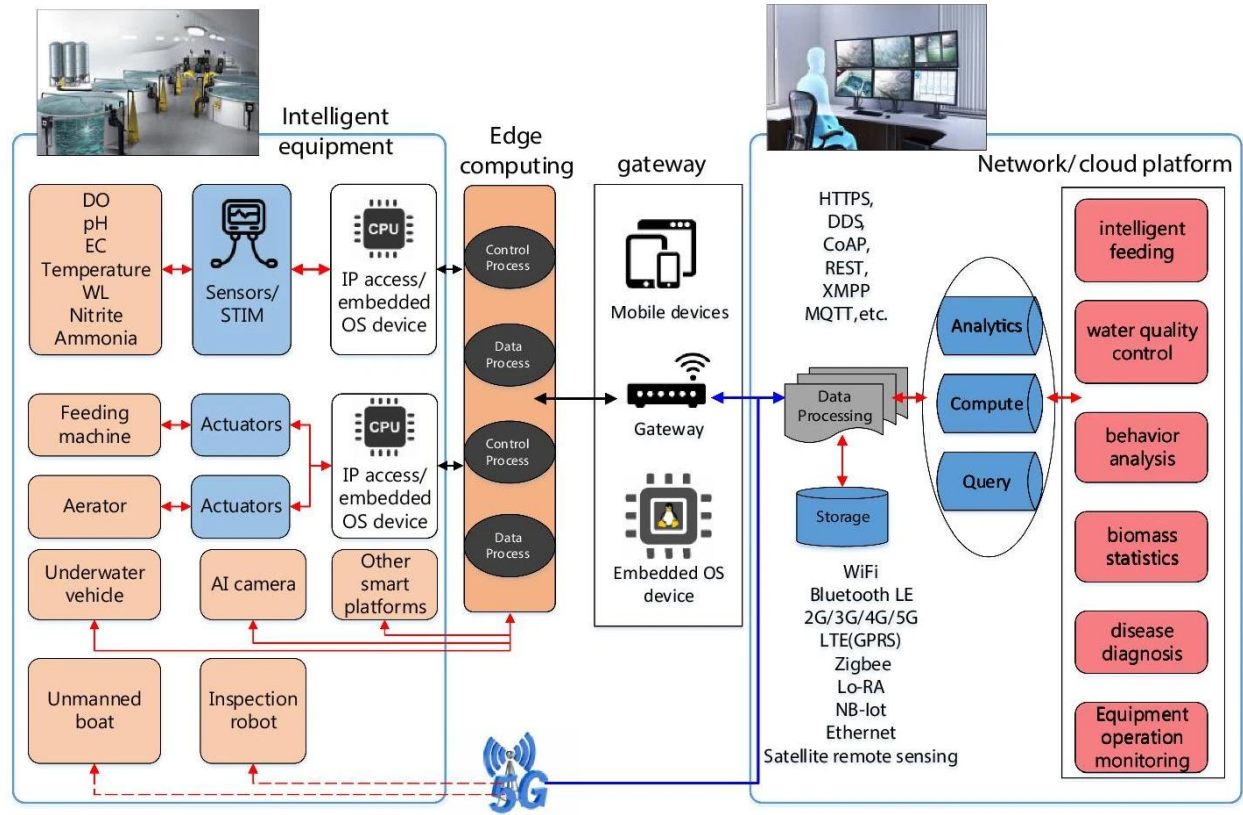 Intelligent
equipment
DO
pH
EC
Temperature
WL
Nitrite
Ammonia
Sensors/
STIM
CPU
IP access/
embedded
OS device
Feeding
machine
Actuators
Aerator
Actuators
CPU
IP access/
embedded
OS device
Underwater
vehicle
AI camera
Other
smart
platforms
Unmanned
boat
Inspection
robot
5G
Edge
computing
Control
Process
Data
Process
Control
Process
Data
Process
gateway
Mobile devices
Gateway
Embedded OS
device
Network/cloud platform
HTTPS,
DDS,
CoAP,
REST,
XMPP
MQTT,etc.
Data
Processing
Storage
WiFi
Bluetooth LE
2G/3G/4G/5G
LTE(GPRS)
Zigbee
Lo-RA
NB-Iot
Ethernet
Satellite remote sensing
Analytics
Compute
Query
intelligent
feeding
water quality
control
behavior
analysis
biomass
statistics
disease
diagnosis
Equipment
operation
monitoring